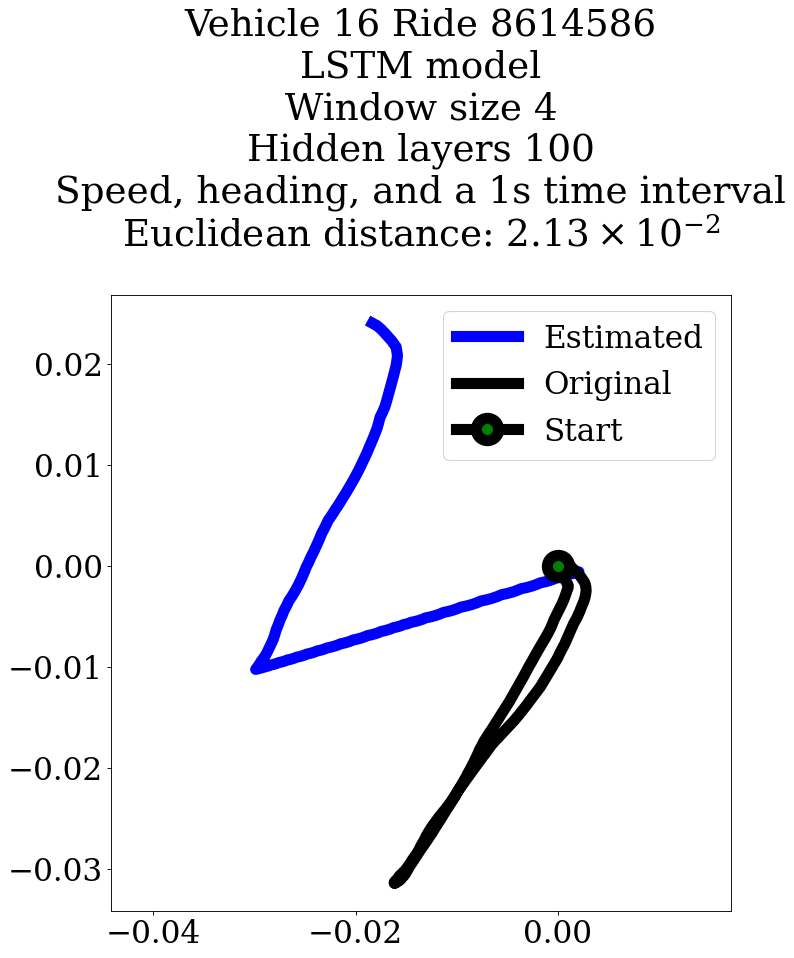 Vehicle 16 Ride 8614586
LSTM model
Window size 4
Hidden layers 100
Speed, heading, and a 1s time interval
Euclidean distance: 2.13 × 10⁻²
Estimated
Original
Start
0.02
0.01
0.00
−0.01
−0.02
−0.03
−0.04
−0.02
0.00